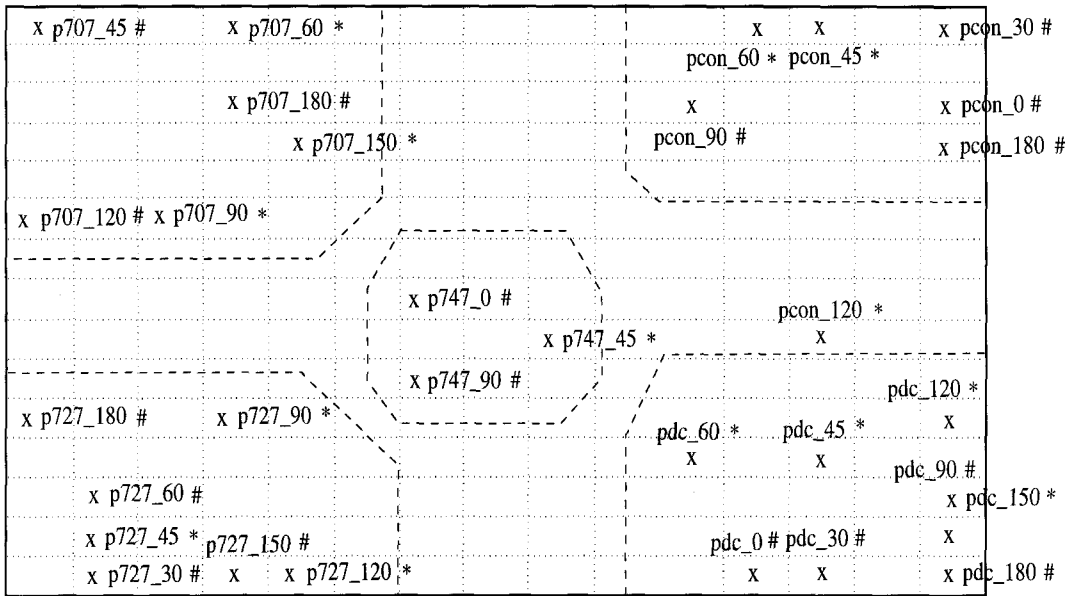 x p707_45 # x p707_60 * x x x pcon_30 #
pcon_60 * pcon_45 *
x p707_180 # x x pcon_0 #
x p707_150 * pcon_90 # x pcon_180 #
x p707_120 # x p707_90 *
x p747_0 #
pcon_120 *
x p747_45 * x
x p747_90 #
pdc_120 *
x p727_180 # x p727_90 * x
pdc_60 * pdc_45 *
x x
pdc_90 #
x p727_60 # x pdc_150 *
x p727_45 * p727_150 # pdc_0 # pdc_30 # x
x p727_30 # x x p727_120 * x x x pdc_180 #